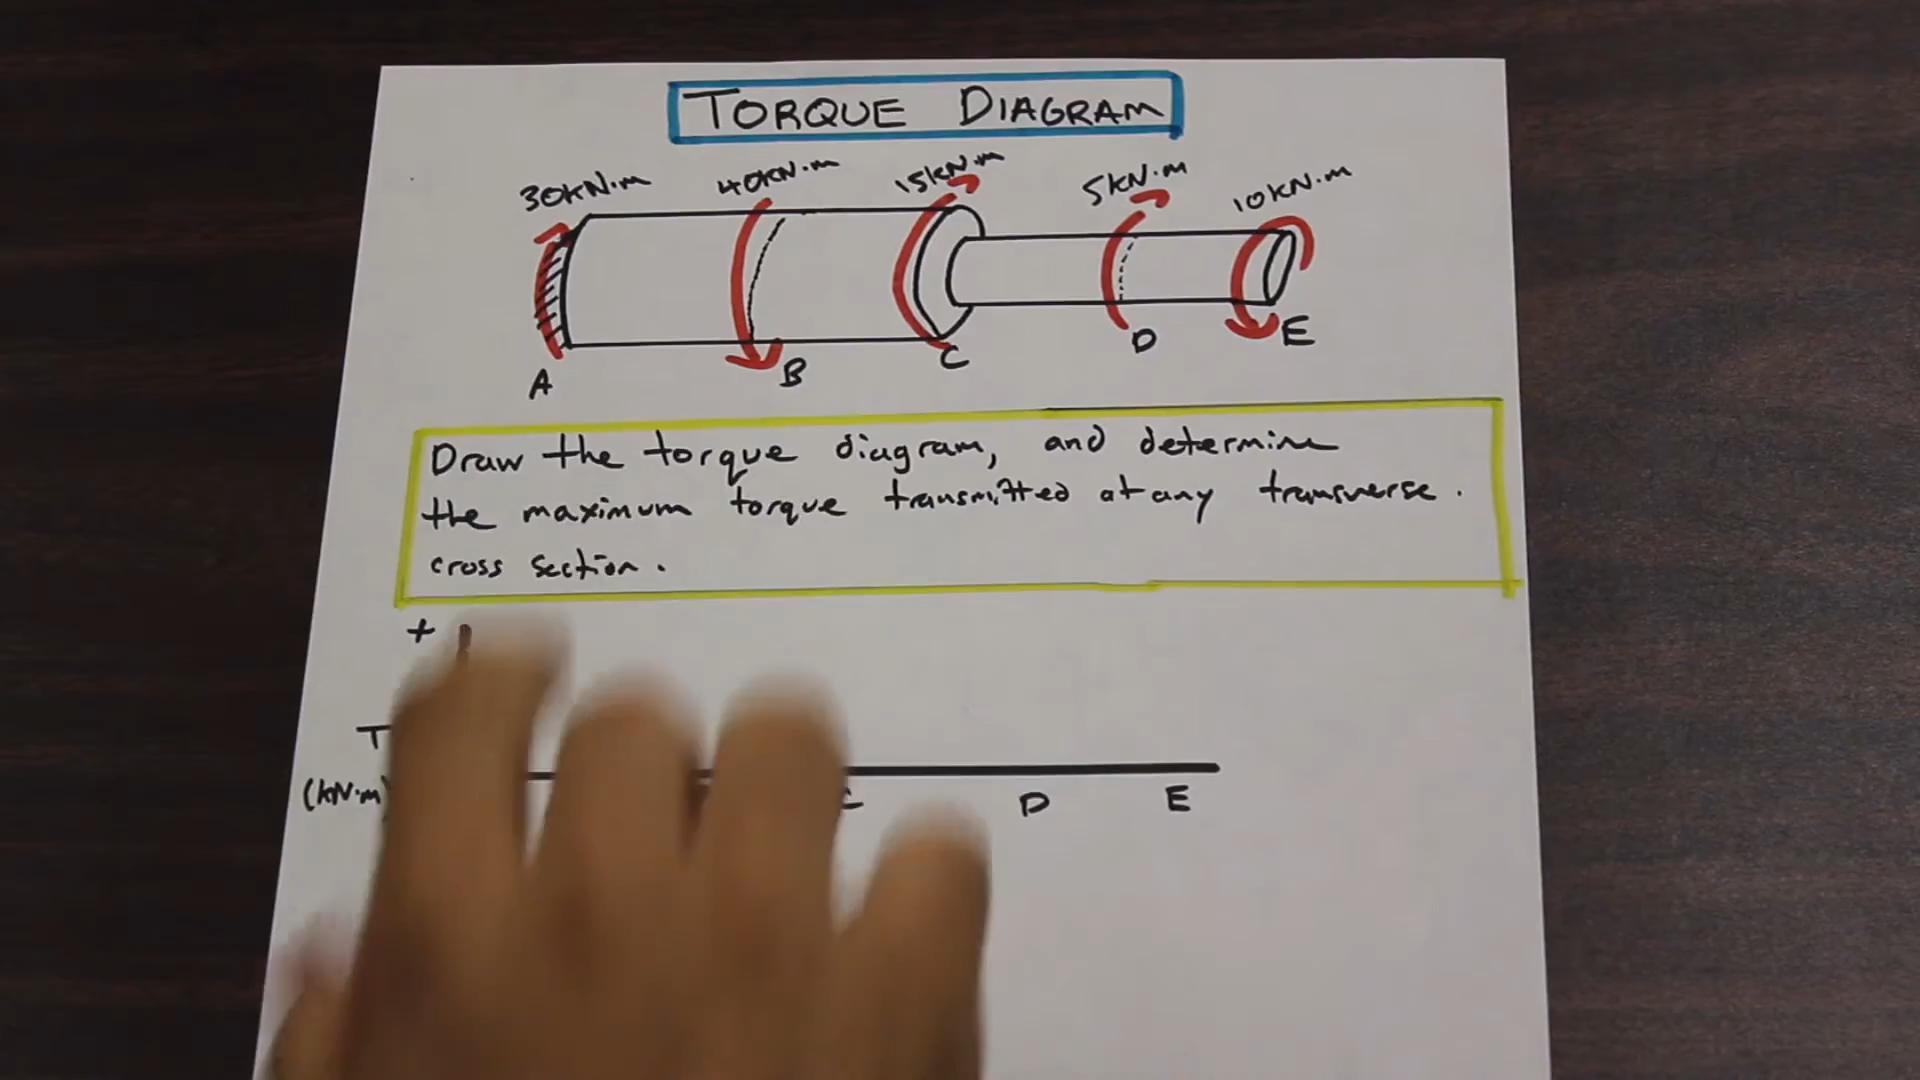 TORQUE DIAGRAM
30kN·m 40kN·m 15kN·m 5kN·m 10kN·m
A B C D E
Draw the torque diagram, and determine
the maximum torque transmitted at any transverse.
cross section.
+
T
(kN·m)
D E